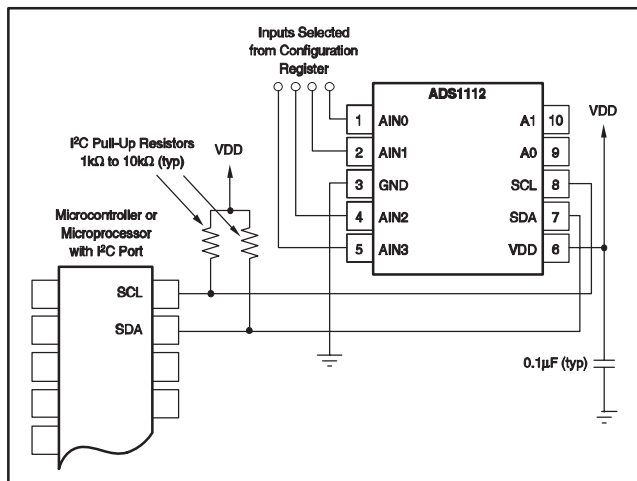 Inputs Selected
from Configuration
Register
ADS1112
VDD
1 AIN0 A1 10
2 AIN1 A0 9
3 GND SCL 8
4 AIN2 SDA 7
5 AIN3 VDD 6
I²C Pull-Up Resistors
1kΩ to 10kΩ (typ)
VDD
Microcontroller or
Microprocessor
with I²C Port
SCL
SDA
0.1μF (typ)